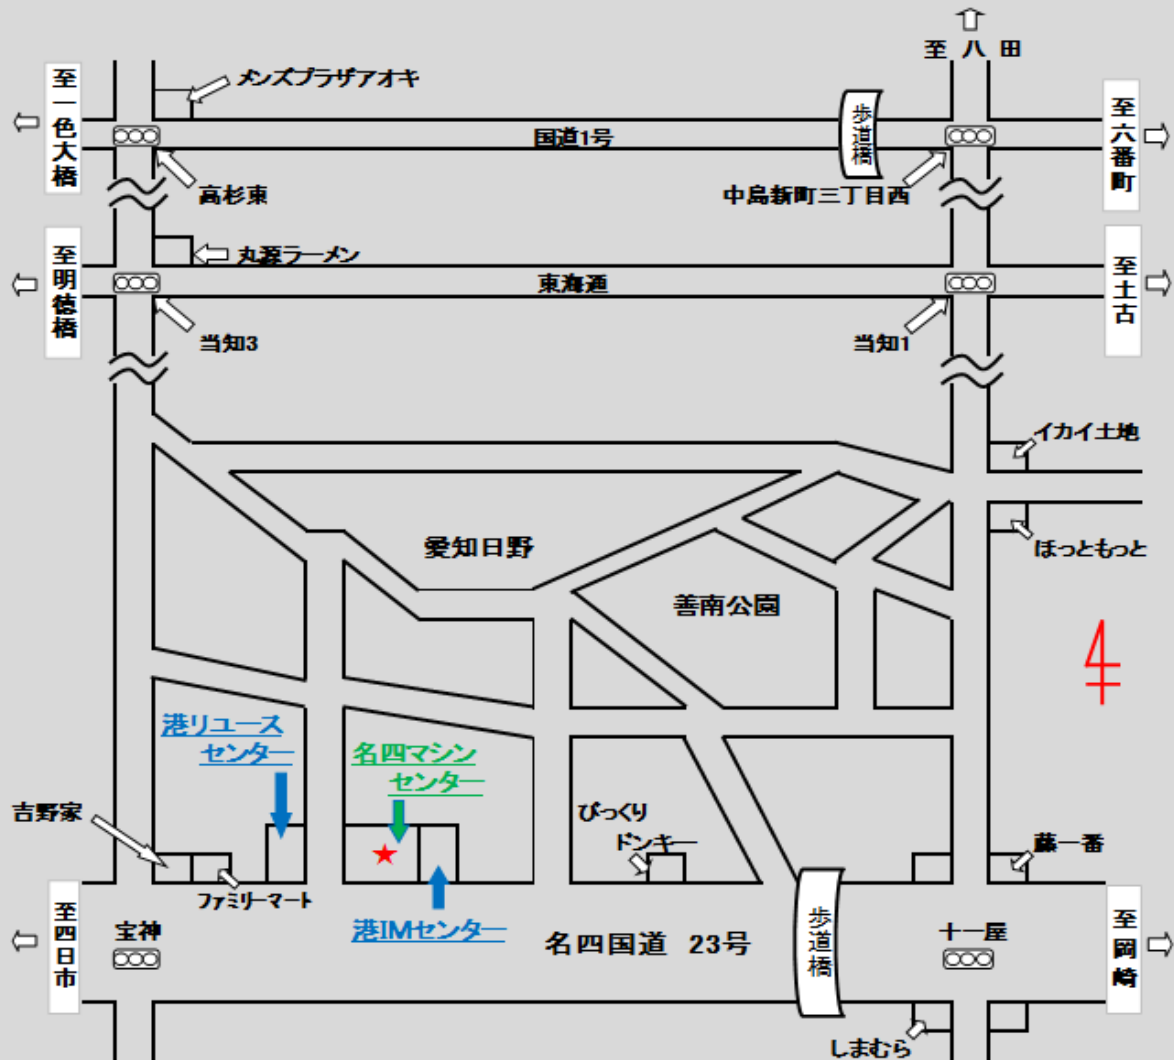 至八田
メンズプラザアオキ
至一色大橋
国道1号
歩道橋
至六番町
高杉東
中島新町三丁目西
丸源ラーメン
至明徳橋
東海通
至土古
当知3
当知1
イカイ土地
愛知日野
ほっともっと
善南公園
港リユース
センター
名四マシン
センター
吉野家
びっくり
ドンキー
藤一番
ファミリーマート
港IMセンター
至四日市
宝神
名四国道 23号
歩道橋
十一屋
至岡崎
しまむら